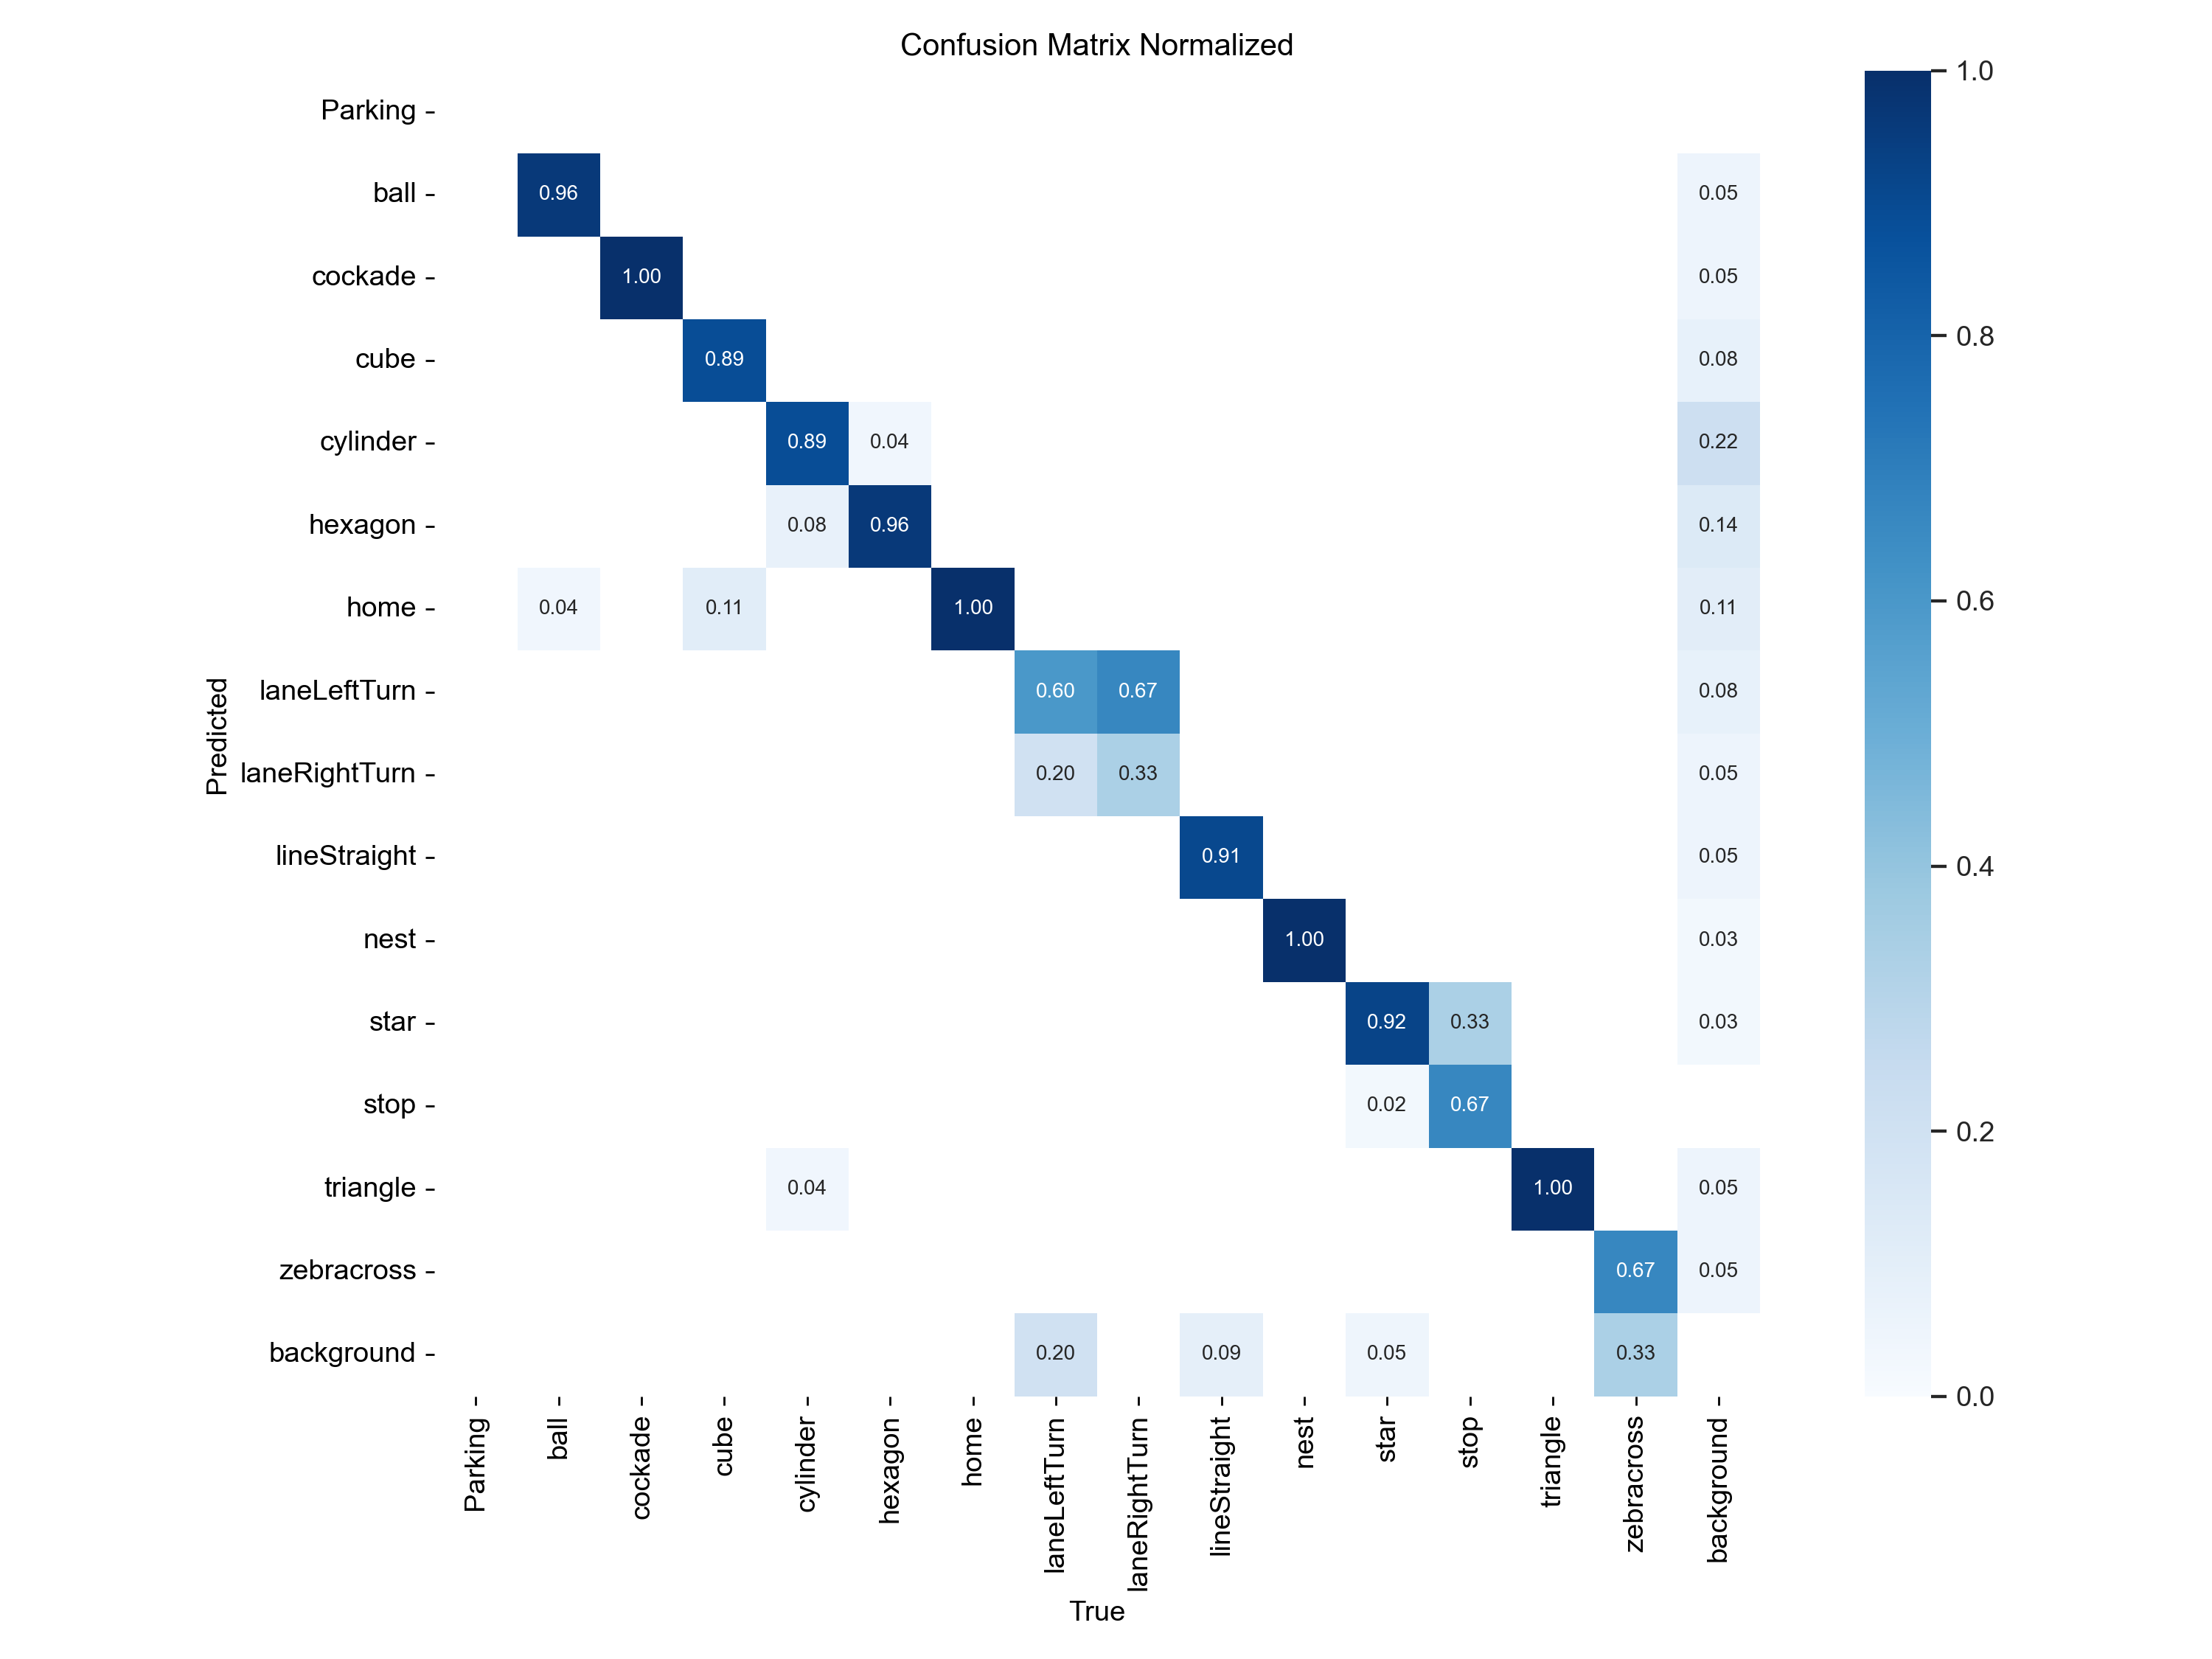 Confusion Matrix Normalized
Parking
ball 0.96 0.05
cockade 1.00 0.05
cube 0.89 0.08
cylinder 0.89 0.04 0.22
hexagon 0.08 0.96 0.14
home 0.04 0.11 1.00 0.11
laneLeftTurn 0.60 0.67 0.08
laneRightTurn 0.20 0.33 0.05
lineStraight 0.91 0.05
nest 1.00 0.03
star 0.92 0.33 0.03
stop 0.02 0.67
triangle 0.04 1.00 0.05
zebracross 0.67 0.05
background 0.20 0.09 0.05 0.33
Predicted
Parking
ball
cockade
cube
cylinder
hexagon
home
laneLeftTurn
laneRightTurn
lineStraight
nest
star
stop
triangle
zebracross
background
True
1.0
0.8
0.6
0.4
0.2
0.0